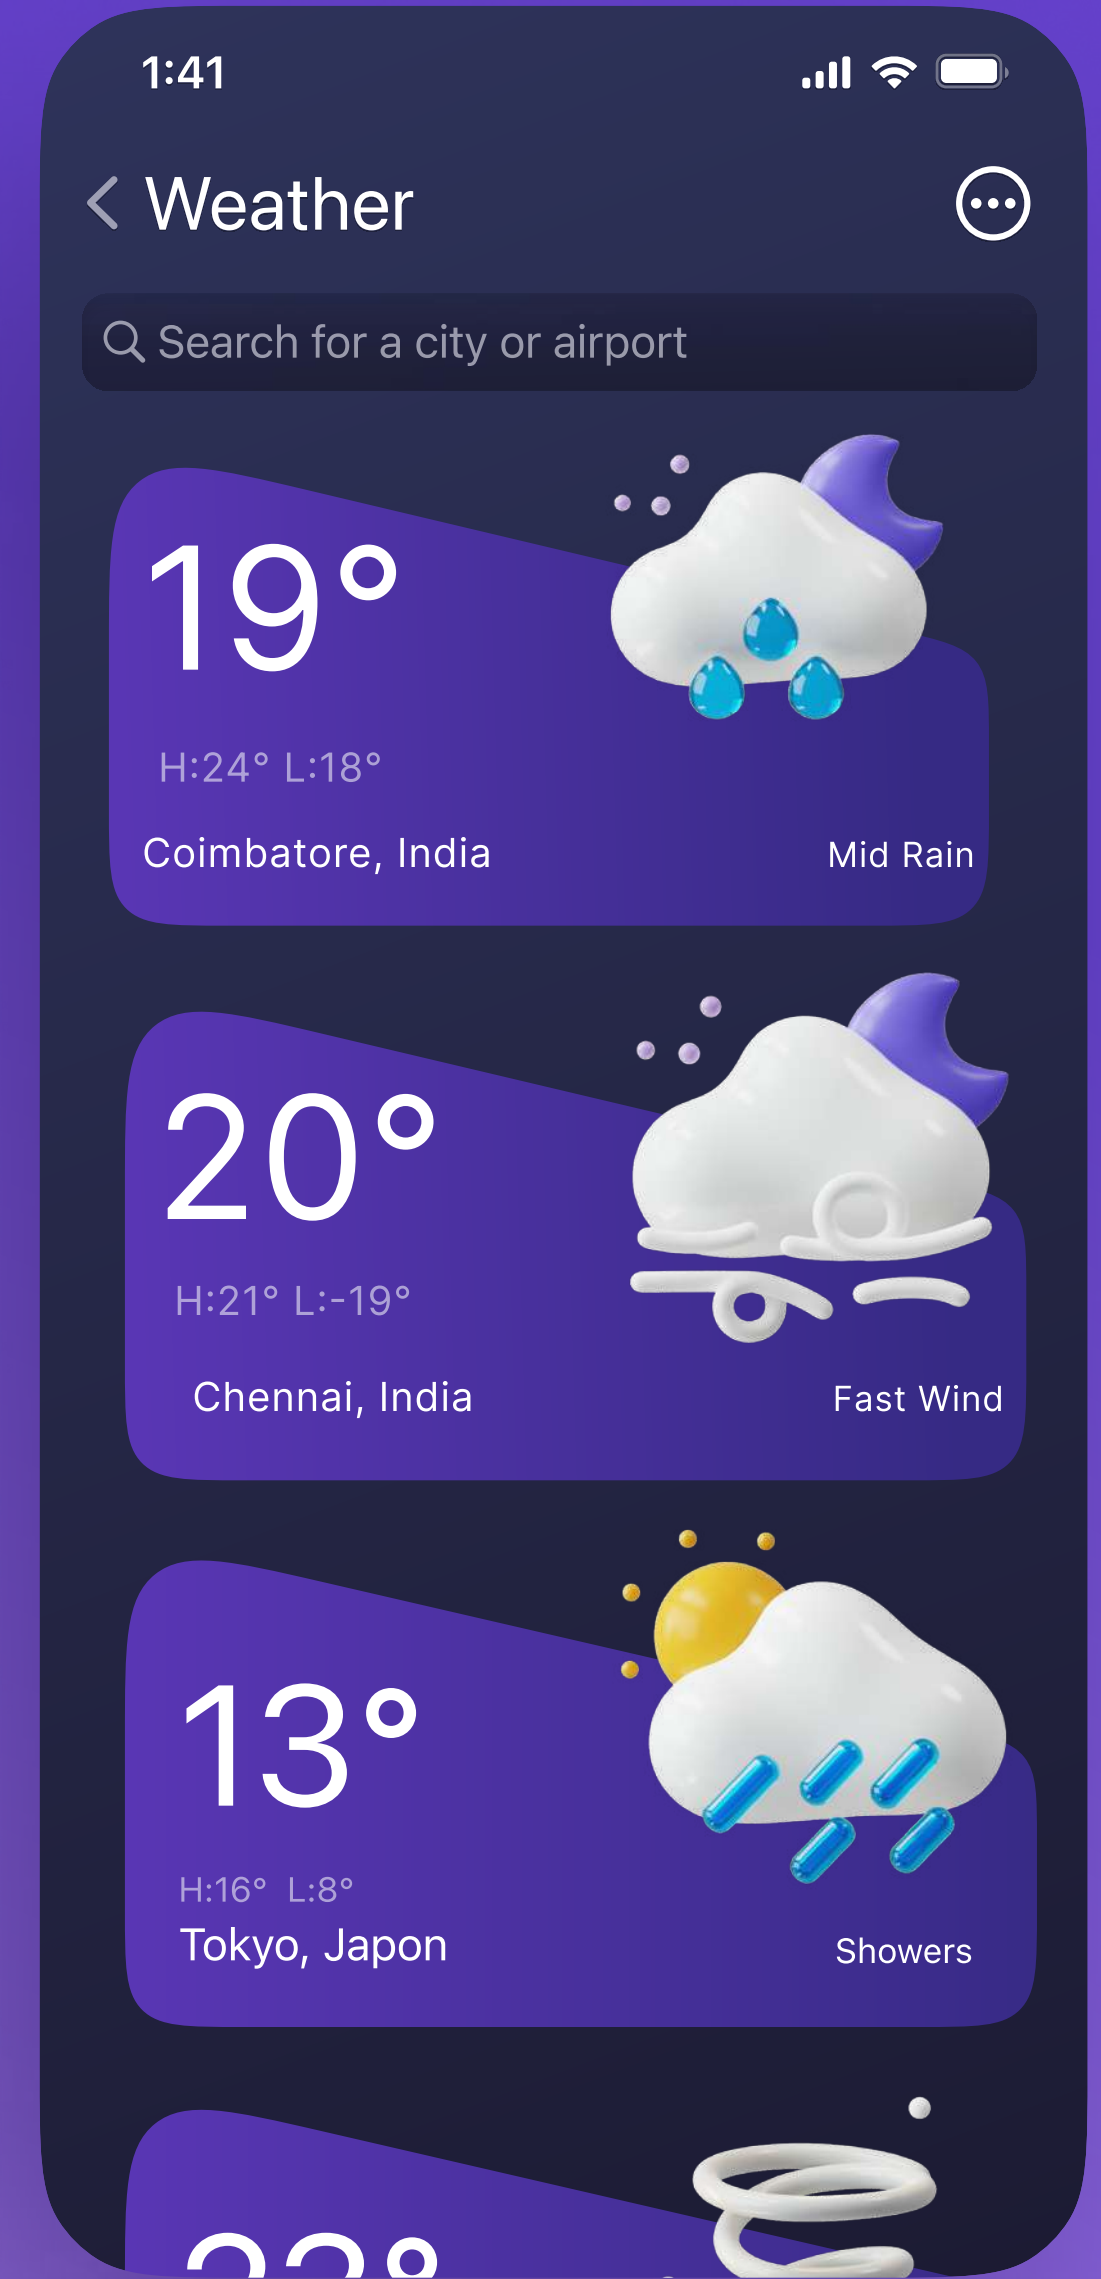 1:41
Weather
Search for a city or airport
19°
H:24° L:18°
Coimbatore, India
Mid Rain
20°
H:21° L:-19°
Chennai, India
Fast Wind
13°
H:16° L:8°
Tokyo, Japon
Showers